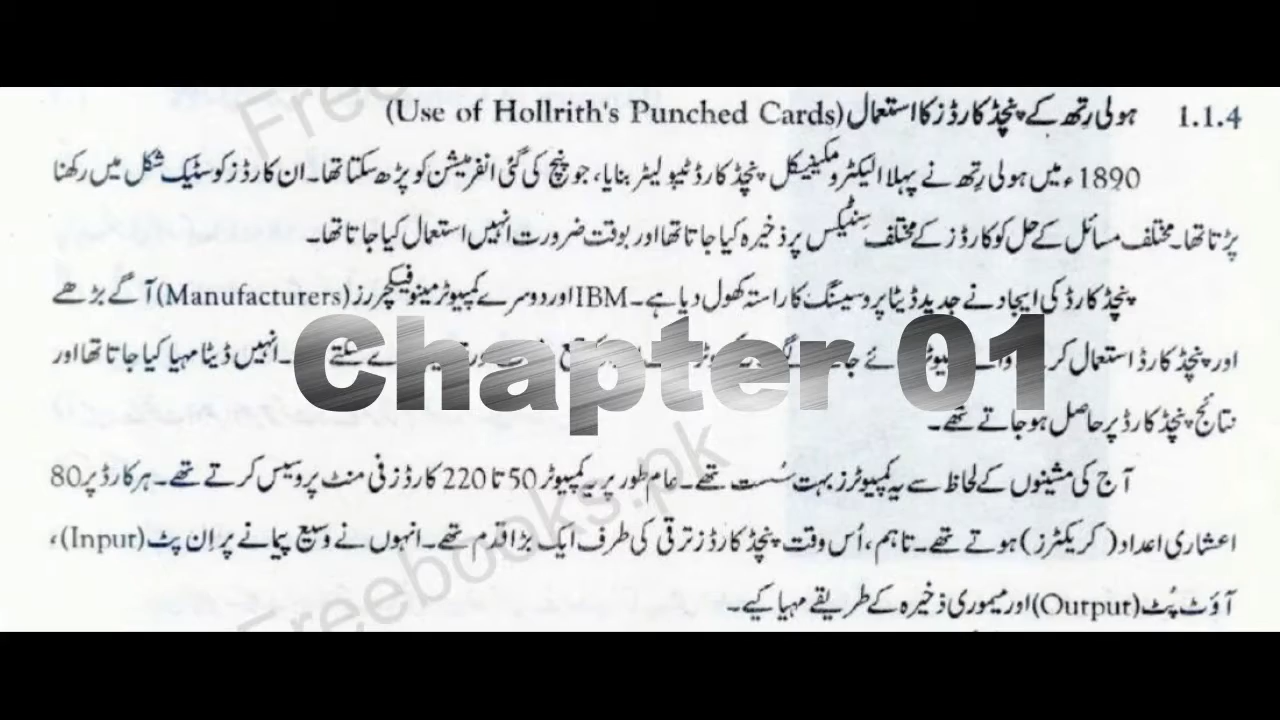 1.1.4 ہولی رتھ کے پنچڈ کارڈز کا استعمال (Use of Hollrith's Punched Cards)
1890ء میں ہولی رتھ نے پہلا الیکٹرومکینیکل پنچڈ کارڈ ٹیبولیٹر بنایا، جو پنچ کی گئی انفرمیشن کو پڑھ سکتا تھا۔ ان کارڈز کو سٹیک شکل میں رکھنا
پڑتا تھا۔ مختلف مسائل کے حل کو کارڈز کے مختلف سٹیکس پر ذخیرہ کیا جاتا تھا اور بوقت ضرورت انہیں استعمال کیا جاتا تھا۔
پنچڈ کارڈ کی ایجاد نے جدید ڈیٹا پروسیسنگ کا راستہ کھول دیا ہے۔ IBM اور دوسرے کمپیوٹر مینوفیکچررز (Manufacturers) آگے بڑھے
اور پنچڈ کارڈ استعمال ۔ انہیں ڈیٹا مہیا کیا جاتا تھا اور
Chapter 01
نتائج پنچڈ کارڈ پر حاصل ہو جاتے تھے۔
آج کی مشینوں کے لحاظ سے یہ کمپیوٹرز بہت سُست تھے۔ عام طور پر یہ کمپیوٹر 50 تا 220 کارڈز فی منٹ پروسیس کرتے تھے۔ ہر کارڈ پر 80
اعشاری اعداد (کریکٹرز) ہوتے تھے۔ تاہم، اُس وقت پنچڈ کارڈز ترقی کی طرف ایک بڑا قدم تھے۔ انہوں نے وسیع پیمانے پر اِن پٹ (Inpur)،
آؤٹ پُٹ (Ourpur) اور میموری ذخیرہ کے طریقے مہیا کیے۔
Freebooks.pk